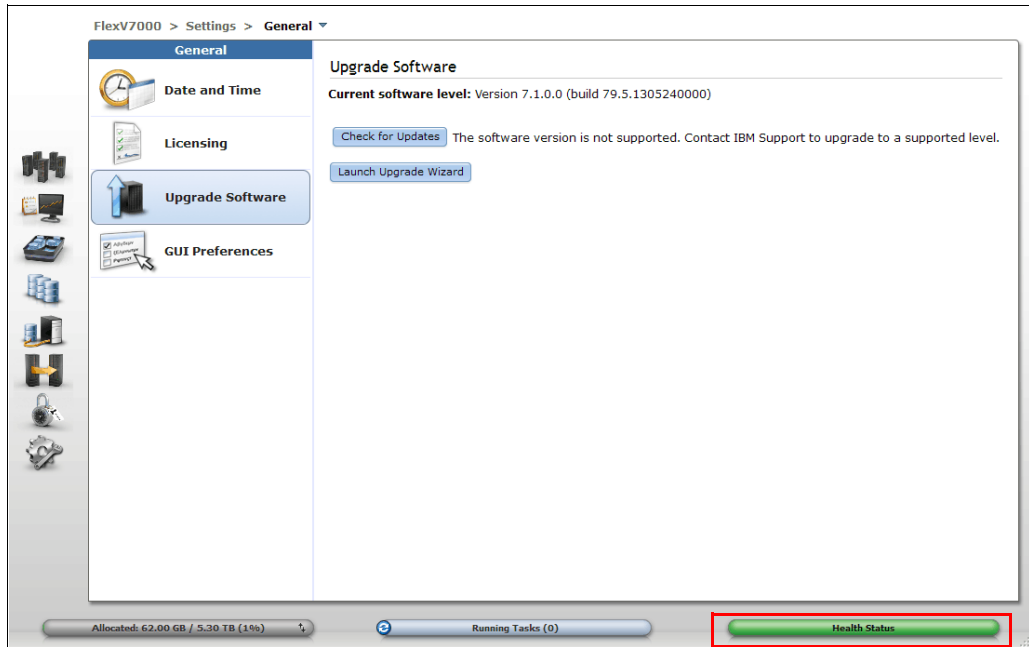 FlexV7000 > Settings > General
General
Date and Time
Licensing
Upgrade Software
GUI Preferences
Upgrade Software
Current software level: Version 7.1.0.0 (build 79.5.1305240000)
Check for Updates The software version is not supported. Contact IBM Support to upgrade to a supported level.
Launch Upgrade Wizard
Allocated: 62.00 GB / 5.30 TB (1%)
Running Tasks (0)
Health Status